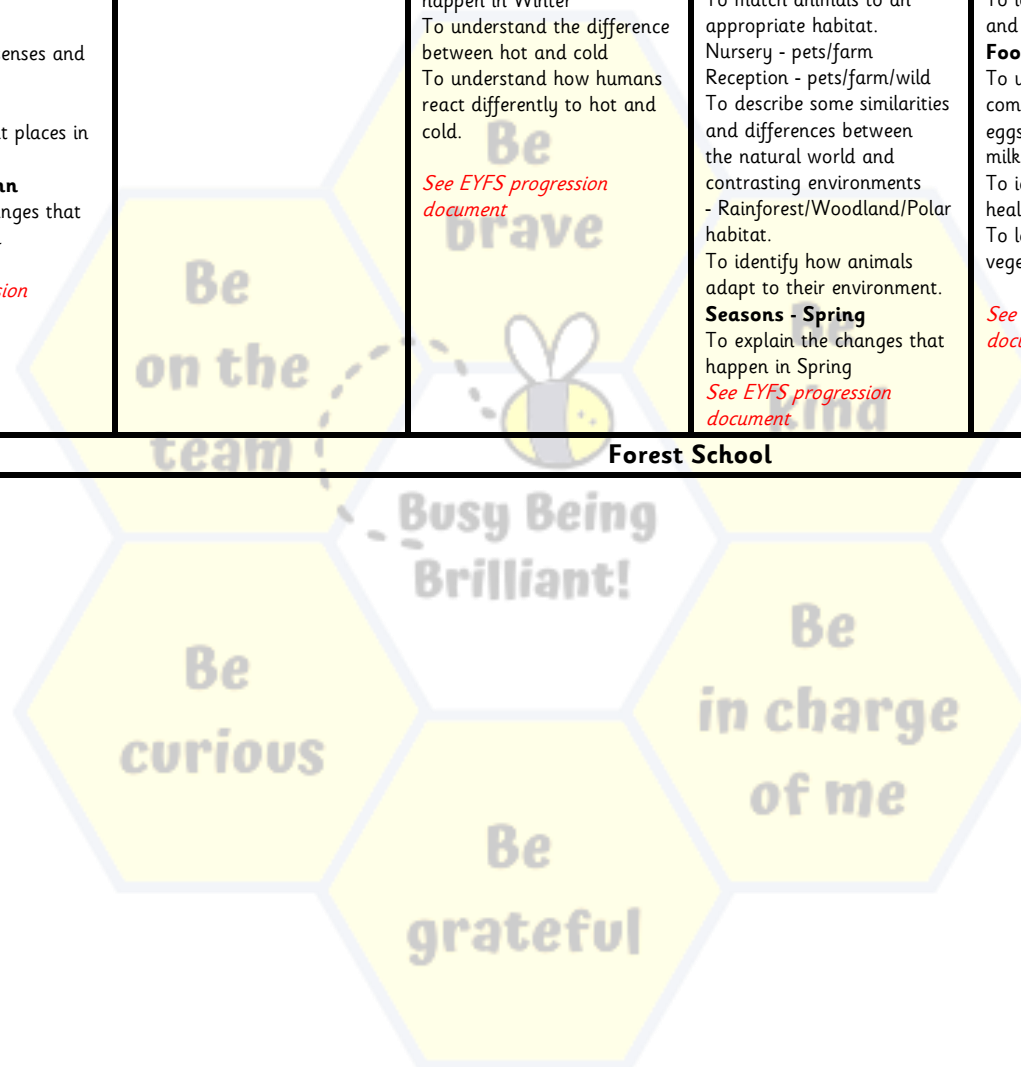 enses and
t places in
nges that
sion
happen in Winter
To understand the difference
between hot and cold
To understand how humans
react differently to hot and
cold.
See EYFS progression
document
To match animals to an
appropriate habitat.
Nursery - pets/farm
Reception - pets/farm/wild
To describe some similarities
and differences between
the natural world and
contrasting environments
- Rainforest/Woodland/Polar
habitat.
To identify how animals
adapt to their environment.
Seasons - Spring
To explain the changes that
happen in Spring
See EYFS progression
document
and
Foo
To u
com
eggs
milk
To i
heal
To l
vege
See
docu
Forest School
Be
brave
Be
on the
team
Be
kind
Busy Being
Brilliant!
Be
curious
Be
in charge
of me
Be
grateful